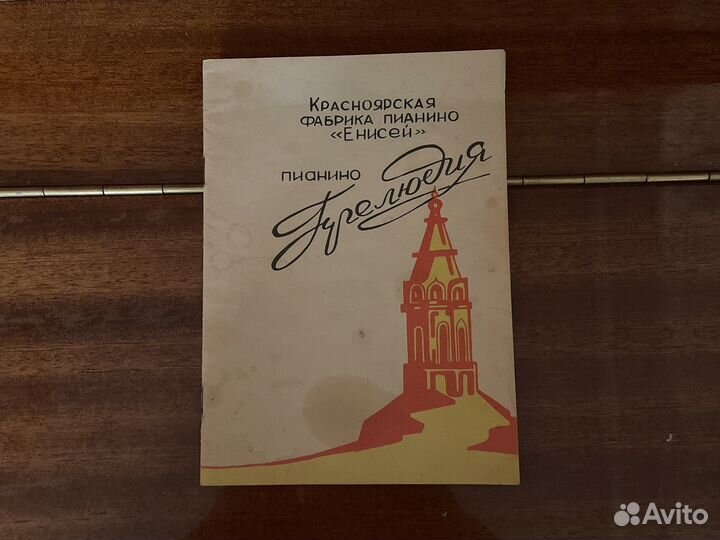 Красноярская
фабрика пианино
«Енисей»
пианино
Прелюдия
Avito